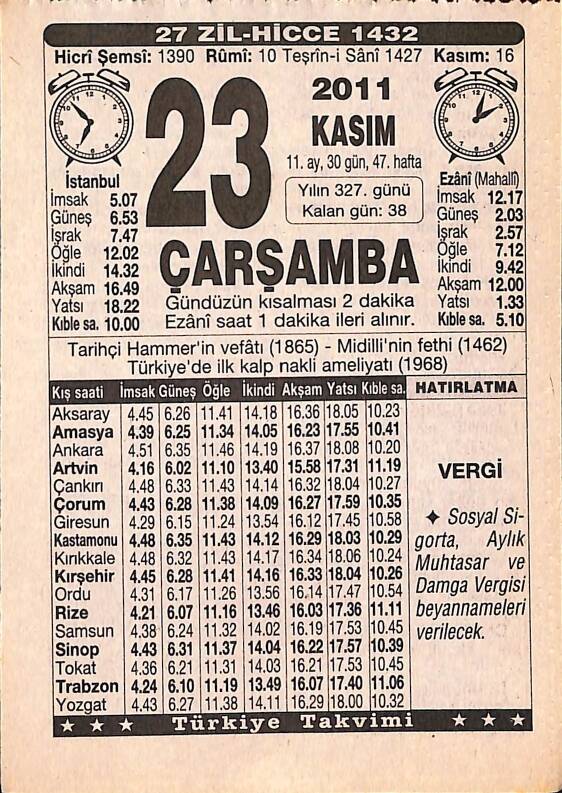 27 ZİL-HİCCE 1432
Hicrî Şemsî: 1390 Rûmî: 10 Teşrîn-i Sânî 1427 Kasım: 16
23
2011
KASIM
11. ay, 30 gün, 47. hafta
Yılın 327. günü
Kalan gün: 38
ÇARŞAMBA
Gündüzün kısalması 2 dakika
Ezânî saat 1 dakika ileri alınır.
İstanbul
İmsak 5.07
Güneş 6.53
İşrak 7.47
Öğle 12.02
İkindi 14.32
Akşam 16.49
Yatsı 18.22
Kıble sa. 10.00
Ezânî (Mahallî)
İmsak 12.17
Güneş 2.03
İşrak 2.57
Öğle 7.12
İkindi 9.42
Akşam 12.00
Yatsı 1.33
Kıble sa. 5.10
Tarihçi Hammer'in vefâtı (1865) - Midilli'nin fethi (1462)
Türkiye'de ilk kalp nakli ameliyatı (1968)
Kış saati İmsak Güneş Öğle İkindi Akşam Yatsı Kıble sa.
Aksaray 4.45 6.26 11.41 14.18 16.36 18.05 10.23
Amasya 4.39 6.25 11.34 14.05 16.23 17.55 10.41
Ankara 4.51 6.35 11.46 14.19 16.37 18.08 10.20
Artvin 4.16 6.02 11.10 13.40 15.58 17.31 11.19
Çankırı 4.48 6.33 11.43 14.14 16.32 18.04 10.27
Çorum 4.43 6.28 11.38 14.09 16.27 17.59 10.35
Giresun 4.29 6.15 11.24 13.54 16.12 17.45 10.58
Kastamonu 4.48 6.35 11.43 14.12 16.29 18.03 10.29
Kırıkkale 4.48 6.32 11.43 14.17 16.34 18.06 10.24
Kırşehir 4.45 6.28 11.41 14.16 16.33 18.04 10.26
Ordu 4.31 6.17 11.26 13.56 16.14 17.47 10.54
Rize 4.21 6.07 11.16 13.46 16.03 17.36 11.11
Samsun 4.38 6.24 11.32 14.02 16.19 17.53 10.45
Sinop 4.43 6.31 11.37 14.04 16.22 17.57 10.39
Tokat 4.36 6.21 11.31 14.03 16.21 17.53 10.45
Trabzon 4.24 6.10 11.19 13.49 16.07 17.40 11.06
Yozgat 4.43 6.27 11.38 14.11 16.29 18.00 10.32
HATIRLATMA
VERGİ
✦ Sosyal Si-
gorta, Aylık
Muhtasar ve
Damga Vergisi
beyannameleri
verilecek.
★ ★ ★ Türkiye Takvimi ★ ★ ★